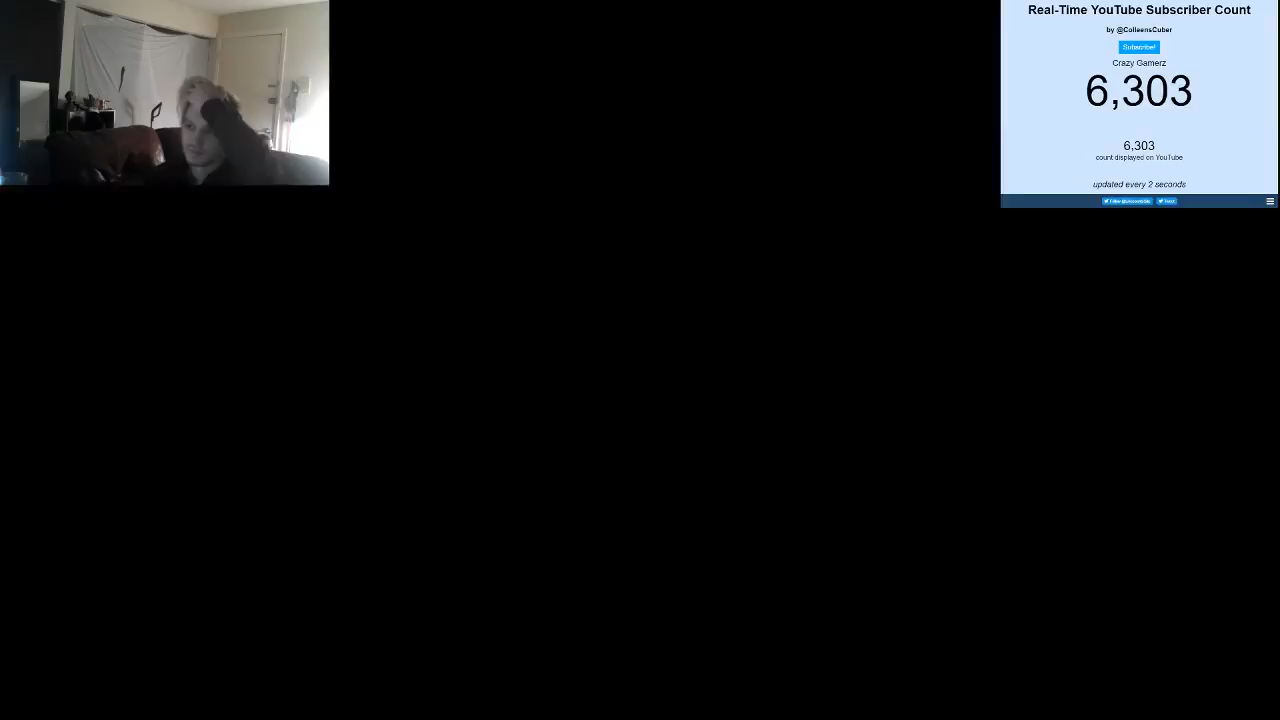 Real-Time YouTube Subscriber Count
by @ColleensCuber
Subscribe!
Crazy Gamerz
6,303
6,303
count displayed on YouTube
updated every 2 seconds
Tweet